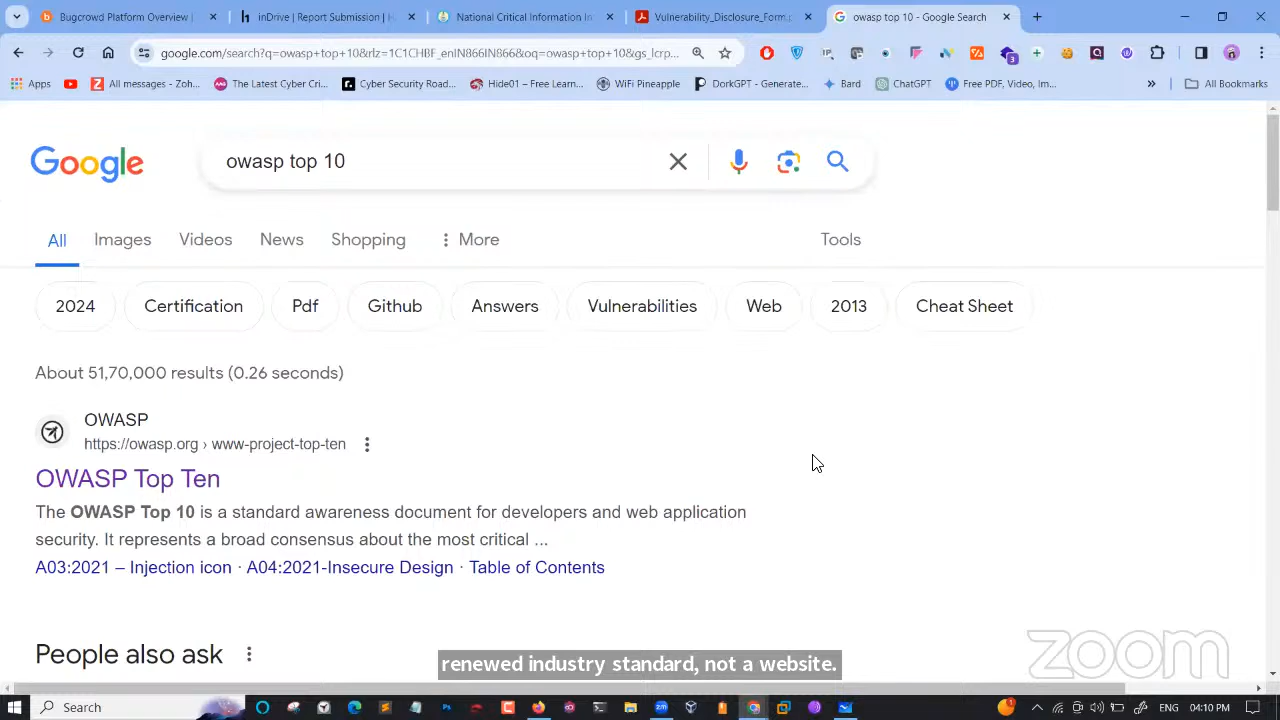 Bugcrowd Platform Overview |
inDrive | Report Submission | H
National Critical Information In
Vulnerability_Disclosure_Form.
owasp top 10 - Google Search
google.com/search?q=owasp+top+10&rlz=1C1CHBF_enIN866IN866&oq=owasp+top+10&gs_lcrp...
Apps
All messages - Zoh...
The Latest Cyber Cri...
Cyber Security Road...
Hide01 – Free Learn...
WiFi Pineapple
DorkGPT - Generate...
Bard
ChatGPT
Free PDF, Video, Im...
»
All Bookmarks
Google
owasp top 10
All
Images
Videos
News
Shopping
More
Tools
2024
Certification
Pdf
Github
Answers
Vulnerabilities
Web
2013
Cheat Sheet
About 51,70,000 results (0.26 seconds)
OWASP
https://owasp.org › www-project-top-ten
OWASP Top Ten
The OWASP Top 10 is a standard awareness document for developers and web application
security. It represents a broad consensus about the most critical ...
A03:2021 – Injection icon · A04:2021-Insecure Design · Table of Contents
People also ask
renewed industry standard, not a website.
zoom
Search
ENG
04:10 PM